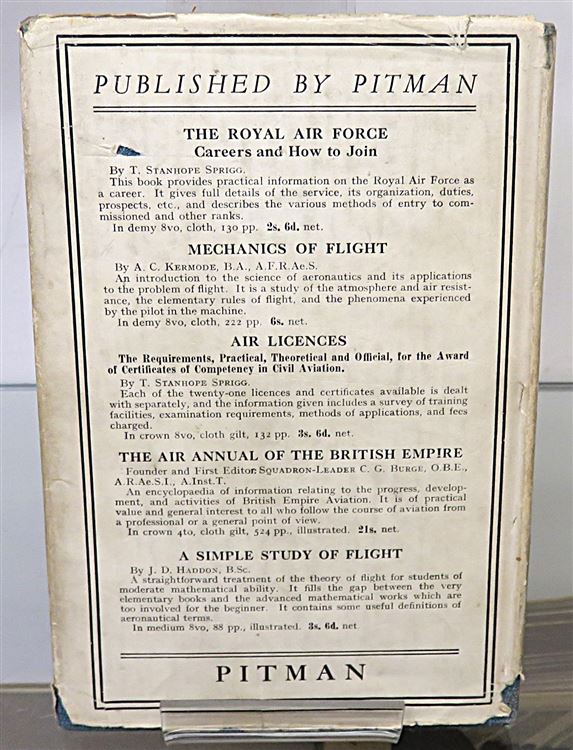 PUBLISHED BY PITMAN
THE ROYAL AIR FORCE
Careers and How to Join
By T. STANHOPE SPRIGG.
This book provides practical information on the Royal Air Force as
a career. It gives full details of the service, its organization, duties,
prospects, etc., and describes the various methods of entry to com-
missioned and other ranks.
In demy 8vo, cloth, 130 pp. 2s. 6d. net.
MECHANICS OF FLIGHT
By A. C. KERMODE, B.A., A.F.R.Ae.S.
An introduction to the science of aeronautics and its applications
to the problem of flight. It is a study of the atmosphere and air resist-
ance, the elementary rules of flight, and the phenomena experienced
by the pilot in the machine.
In demy 8vo, cloth, 222 pp. 6s. net.
AIR LICENCES
The Requirements, Practical, Theoretical and Official, for the Award
of Certificates of Competency in Civil Aviation.
By T. STANHOPE SPRIGG.
Each of the twenty-one licences and certificates available is dealt
with separately, and the information given includes a survey of training
facilities, examination requirements, methods of applications, and fees
charged.
In crown 8vo, cloth gilt, 132 pp. 3s. 6d. net.
THE AIR ANNUAL OF THE BRITISH EMPIRE
Founder and First Editor: SQUADRON-LEADER C. G. BURGE, O.B.E.,
A.R.Ae.S.I., A.Inst.T.
An encyclopaedia of information relating to the progress, develop-
ment, and activities of British Empire Aviation. It is of practical
value and general interest to all who follow the course of aviation from
a professional or a general point of view.
In crown 4to, cloth gilt, 524 pp., illustrated. 21s. net.
A SIMPLE STUDY OF FLIGHT
By J. D. HADDON, B.Sc.
A straightforward treatment of the theory of flight for students of
moderate mathematical ability. It fills the gap between the very
elementary books and the advanced mathematical works which are
too involved for the beginner. It contains some useful definitions of
aeronautical terms.
In medium 8vo, 88 pp., illustrated. 3s. 6d. net.
PITMAN